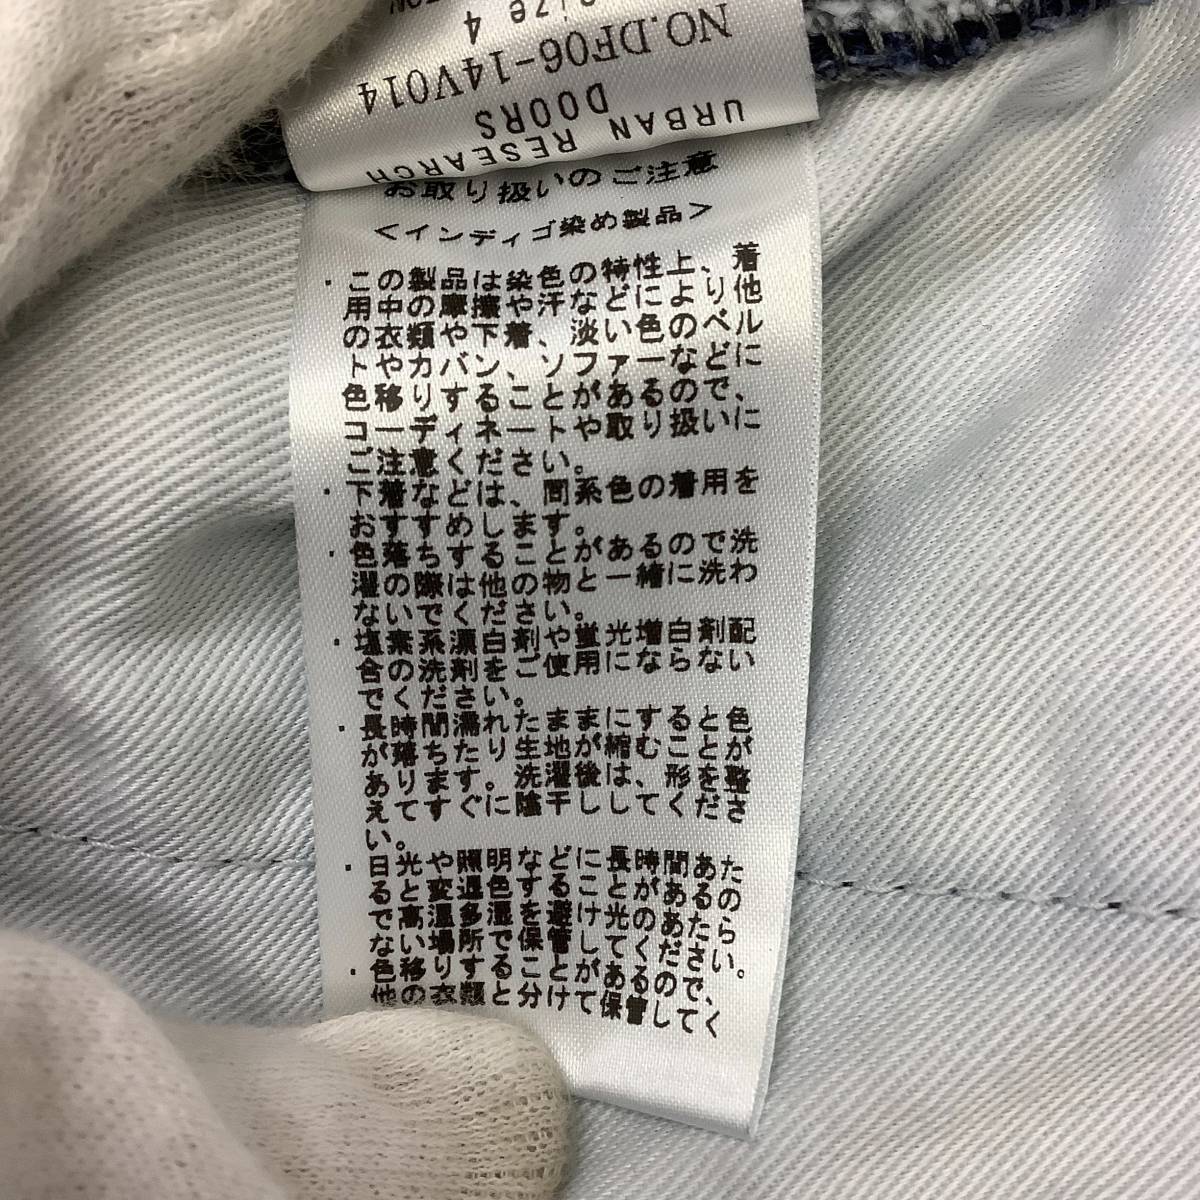 Size 4
NO.DF06-14V014
DOORS
URBAN RESEARCH
お取り扱いのご注意
<インディゴ染め製品>
・この製品は染色の特性上、着
用中の摩擦や汗などにより他
の衣類や下着、淡い色のベル
トやカバン、ソファーなどに
色移りすることがあるので、
コーディネートや取り扱いに
ご注意ください。
・下着などは、同系色の着用を
おすすめします。
・色落ちすることがあるので洗
濯の際は他の物と一緒に洗わ
ないでください。
・塩素系漂白剤や蛍光増白剤配
合の洗剤をご使用にならない
でください。
・長時間濡れたままにすると色
が落ちたり生地が縮むことが
あります。洗濯後は、形を整
えてすぐに陰干ししてくださ
い。
・日光や照明などに長時間あた
ると変退色することがあるの
で高温多湿を避け光のあたら
ない場所で保管してください。
・色移りすることがあるので、
他の衣類と分けて保管してく